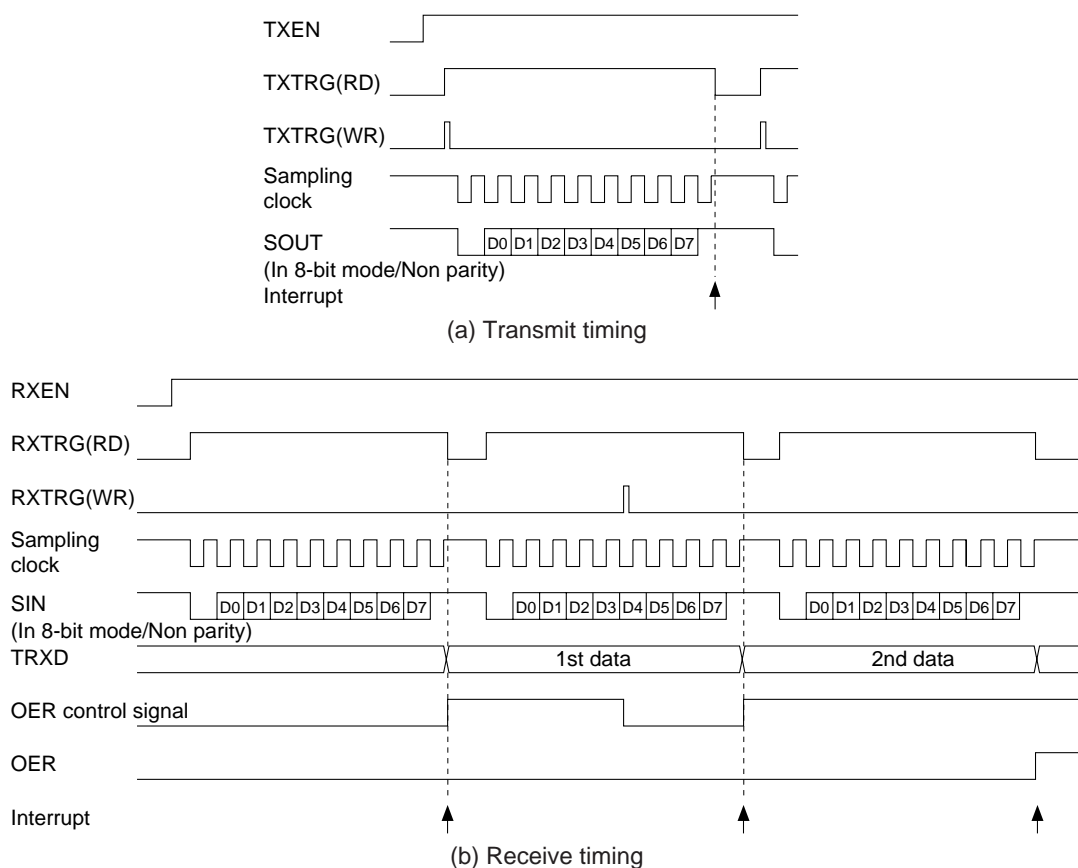 TXEN
TXTRG(RD)
TXTRG(WR)
Sampling
clock
SOUT D0 D1 D2 D3 D4 D5 D6 D7
(In 8-bit mode/Non parity)
Interrupt
(a) Transmit timing
RXEN
RXTRG(RD)
RXTRG(WR)
Sampling
clock
SIN D0 D1 D2 D3 D4 D5 D6 D7 D0 D1 D2 D3 D4 D5 D6 D7 D0 D1 D2 D3 D4 D5 D6 D7
(In 8-bit mode/Non parity)
TRXD 1st data 2nd data
OER control signal
OER
Interrupt
(b) Receive timing